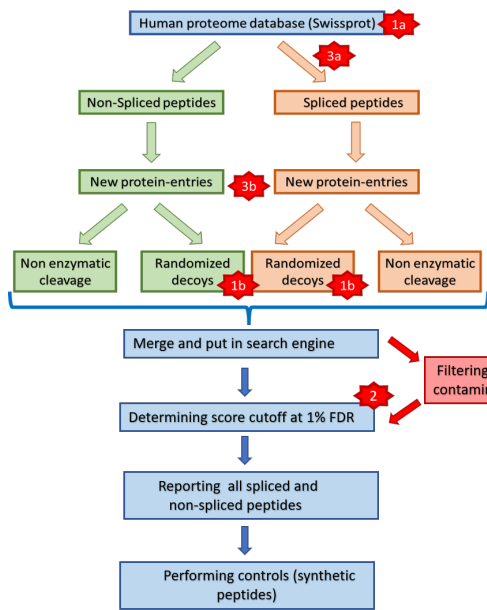 Human proteome database (Swissprot)
1a
3a
Non-Spliced peptides
Spliced peptides
New protein-entries
3b
New protein-entries
Non enzymatic
cleavage
Randomized
decoys
1b
Randomized
decoys
1b
Non enzymatic
cleavage
Merge and put in search engine
Filtering
contamin
2
Determining score cutoff at 1% FDR
Reporting all spliced and
non-spliced peptides
Performing controls (synthetic
peptides)